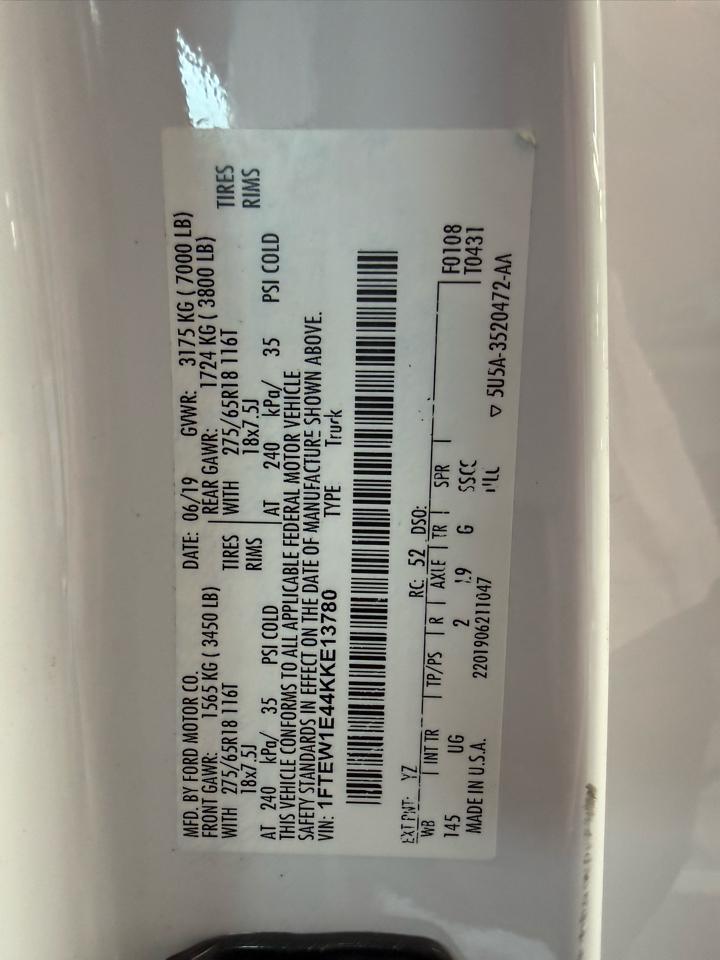 MFD. BY FORD MOTOR CO. DATE: 06/19 GVWR: 3175 KG ( 7000 LB)
FRONT GAWR: 1565 KG ( 3450 LB) REAR GAWR: 1724 KG ( 3800 LB)
WITH 275/65R18 116T TIRES WITH 275/65R18 116T TIRES
18x7.5J RIMS 18x7.5J RIMS
AT 240 kPa/ 35 PSI COLD AT 240 kPa/ 35 PSI COLD
THIS VEHICLE CONFORMS TO ALL APPLICABLE FEDERAL MOTOR VEHICLE
SAFETY STANDARDS IN EFFECT ON THE DATE OF MANUFACTURE SHOWN ABOVE.
VIN: 1FTEW1E44KKE13780 TYPE Truck
EXT PNT: YZ RC: 52 DSO:
WB INT TR TP/PS R AXLE TR SPR F0108
145 UG 2 G SSCC T0431
MADE IN U.S.A. 2201906211047 5U5A-3520472-AA